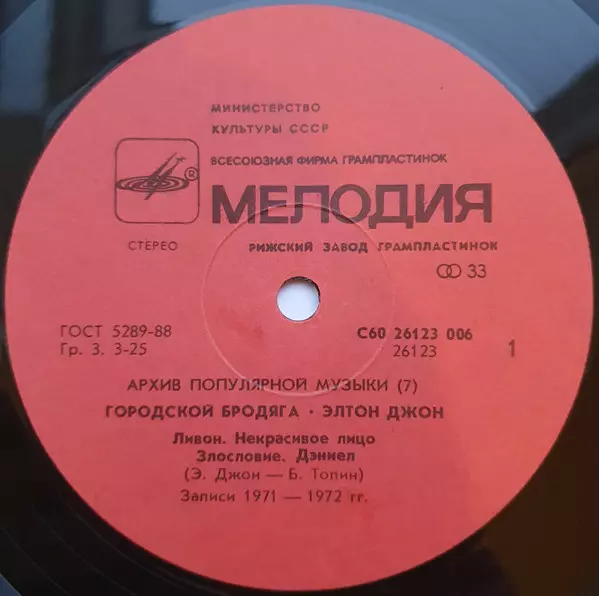 МИНИСТЕРСТВО
КУЛЬТУРЫ СССР
ВСЕСОЮЗНАЯ ФИРМА ГРАМПЛАСТИНОК
®
МЕЛОДИЯ
СТЕРЕО
РИЖСКИЙ ЗАВОД ГРАМПЛАСТИНОК
33
ГОСТ 5289-88
Гр. 3. 3-25
С60 26123 006
26123
1
АРХИВ ПОПУЛЯРНОЙ МУЗЫКИ (7)
ГОРОДСКОЙ БРОДЯГА · ЭЛТОН ДЖОН
Ливон. Некрасивое лицо
Злословие. Дэниел
(Э. Джон — Б. Топин)
Записи 1971 — 1972 гг.